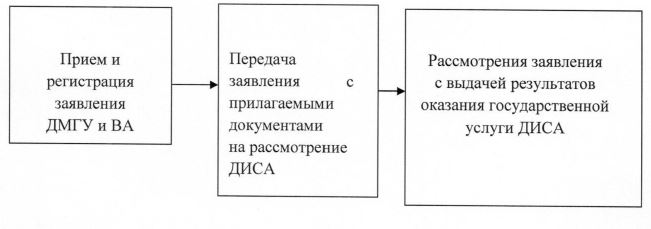 Прием и
регистрация
заявления
ДМГУ и ВА
Передача
заявления с
прилагаемыми
документами
на рассмотрение
ДИСА
Рассмотрения заявления
с выдачей результатов
оказания государственной
услуги ДИСА